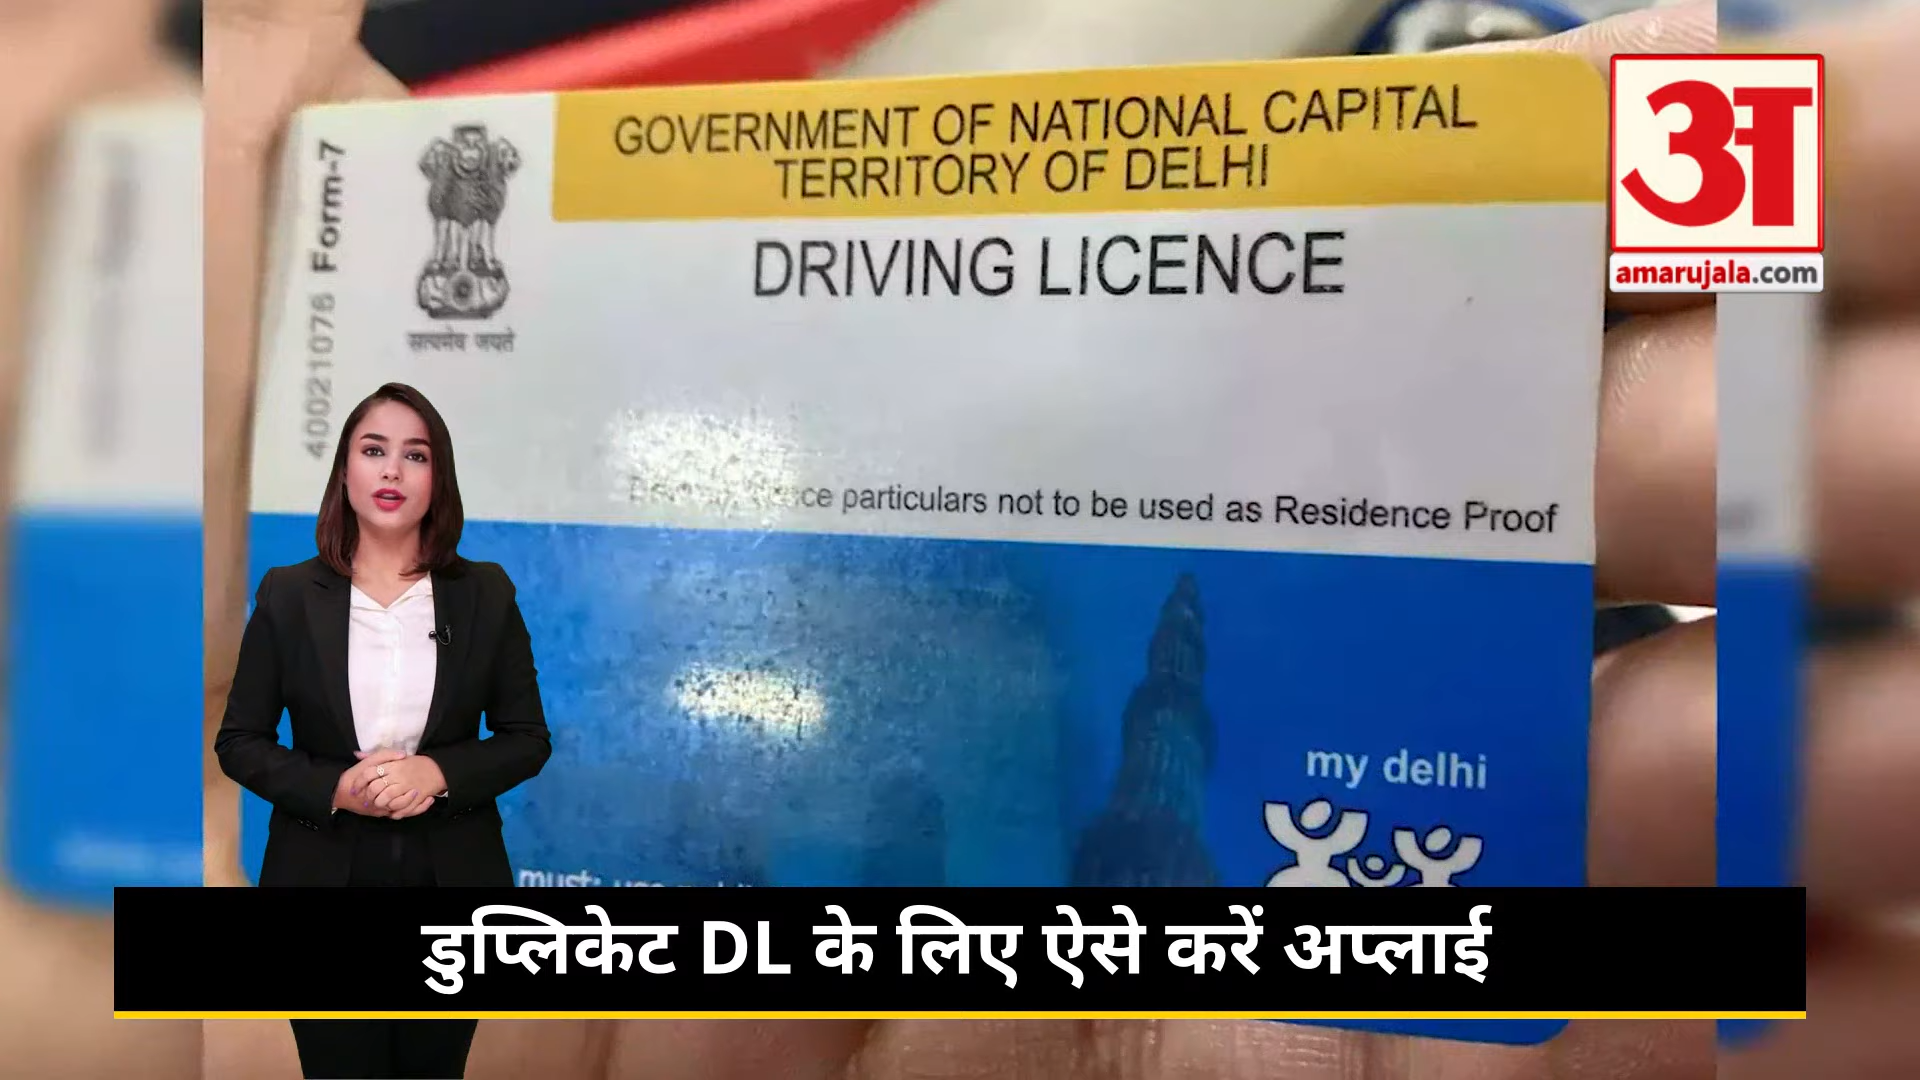 GOVERNMENT OF NATIONAL CAPITAL
TERRITORY OF DELHI
Form-7
40021076
सत्यमेव जयते
DRIVING LICENCE
अ
amarujala.com
particulars not to be used as Residence Proof
my delhi
must:
डुप्लिकेट DL के लिए ऐसे करें अप्लाई